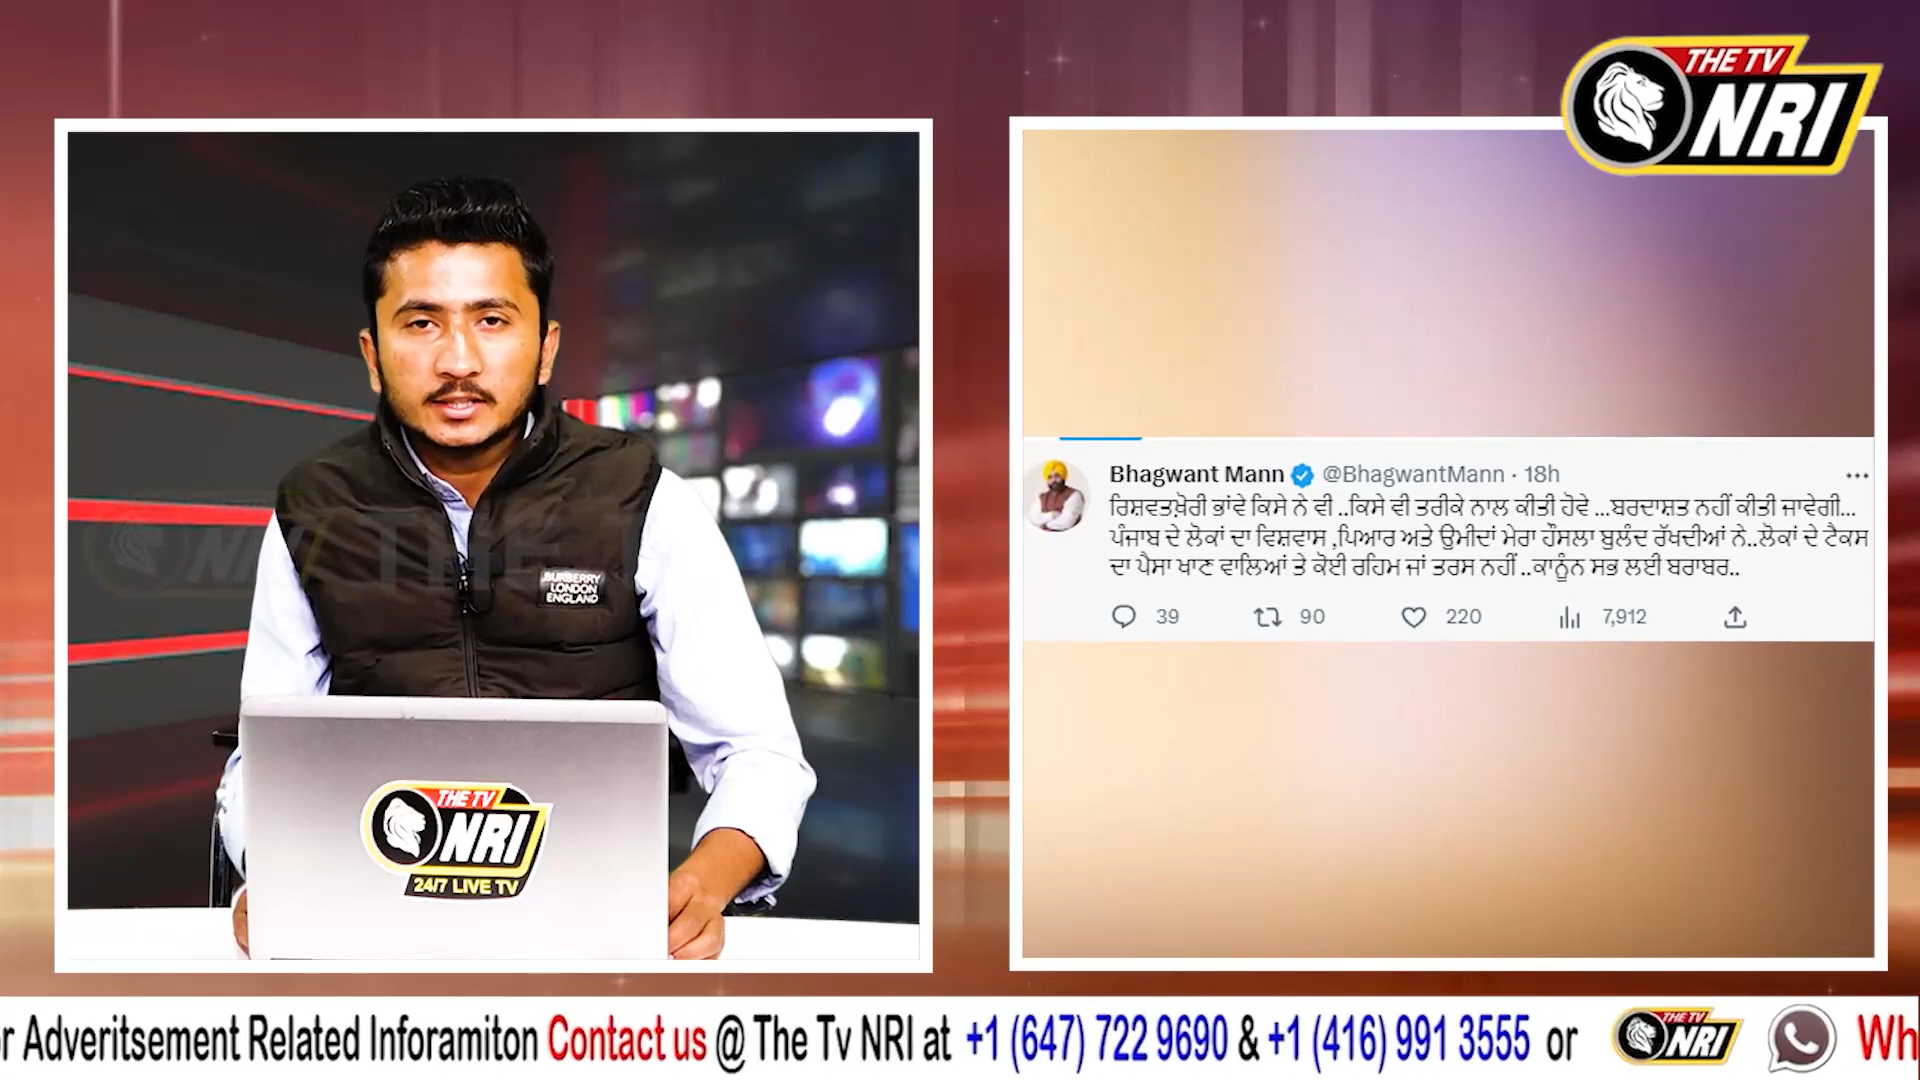 THE TV
NRI
BURBERRY
LONDON
ENGLAND
THE TV
NRI
24/7 LIVE TV
Bhagwant Mann @BhagwantMann · 18h
ਰਿਸ਼ਵਤਖ਼ੋਰੀ ਭਾਂਵੇ ਕਿਸੇ ਨੇ ਵੀ ..ਕਿਸੇ ਵੀ ਤਰੀਕੇ ਨਾਲ ਕੀਤੀ ਹੋਵੇ ...ਬਰਦਾਸ਼ਤ ਨਹੀਂ ਕੀਤੀ ਜਾਵੇਗੀ...
ਪੰਜਾਬ ਦੇ ਲੋਕਾਂ ਦਾ ਵਿਸ਼ਵਾਸ ,ਪਿਆਰ ਅਤੇ ਉਮੀਦਾਂ ਮੇਰਾ ਹੌਸਲਾ ਬੁਲੰਦ ਰੱਖਦੀਆਂ ਨੇ..ਲੋਕਾਂ ਦੇ ਟੈਕਸ
ਦਾ ਪੈਸਾ ਖਾਣ ਵਾਲਿਆਂ ਤੇ ਕੋਈ ਰਹਿਮ ਜਾਂ ਤਰਸ ਨਹੀਂ ..ਕਾਨੂੰਨ ਸਭ ਲਈ ਬਰਾਬਰ..
39 90 220 7,912
r Adveritsement Related Inforamiton Contact us @ The Tv NRI at +1 (647) 722 9690 & +1 (416) 991 3555 or THE TV NRI Wh